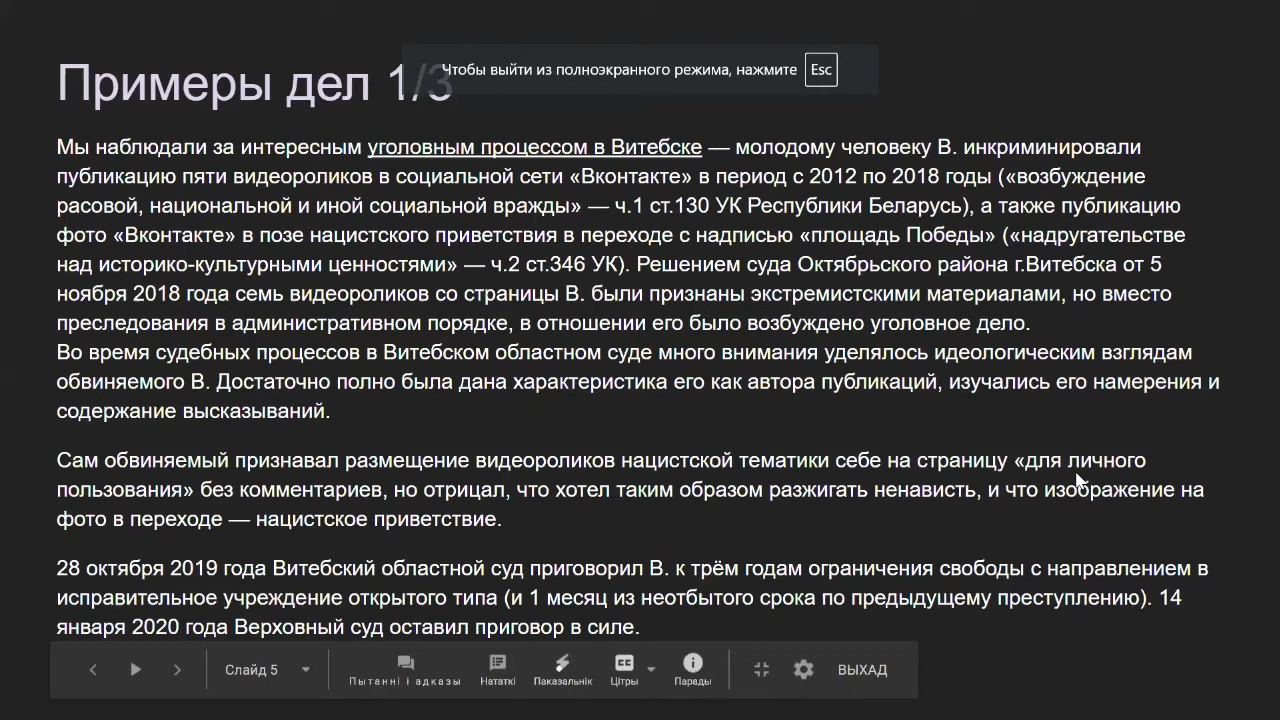 Примеры дел 1/3
Чтобы выйти из полноэкранного режима, нажмите Esc
Мы наблюдали за интересным уголовным процессом в Витебске — молодому человеку В. инкриминировали
публикацию пяти видеороликов в социальной сети «Вконтакте» в период с 2012 по 2018 годы («возбуждение
расовой, национальной и иной социальной вражды» — ч.1 ст.130 УК Республики Беларусь), а также публикацию
фото «Вконтакте» в позе нацистского приветствия в переходе с надписью «площадь Победы» («надругательстве
над историко-культурными ценностями» — ч.2 ст.346 УК). Решением суда Октябрьского района г.Витебска от 5
ноября 2018 года семь видеороликов со страницы В. были признаны экстремистскими материалами, но вместо
преследования в административном порядке, в отношении его было возбуждено уголовное дело.
Во время судебных процессов в Витебском областном суде много внимания уделялось идеологическим взглядам
обвиняемого В. Достаточно полно была дана характеристика его как автора публикаций, изучались его намерения и
содержание высказываний.
Сам обвиняемый признавал размещение видеороликов нацистской тематики себе на страницу «для личного
пользования» без комментариев, но отрицал, что хотел таким образом разжигать ненависть, и что изображение на
фото в переходе — нацистское приветствие.
28 октября 2019 года Витебский областной суд приговорил В. к трём годам ограничения свободы с направлением в
исправительное учреждение открытого типа (и 1 месяц из неотбытого срока по предыдущему преступлению). 14
января 2020 года Верховный суд оставил приговор в силе.
Слайд 5
Пытанні і адказы
Нататкі
Паказальнік
CC
Цітры
Парады
ВЫХАД